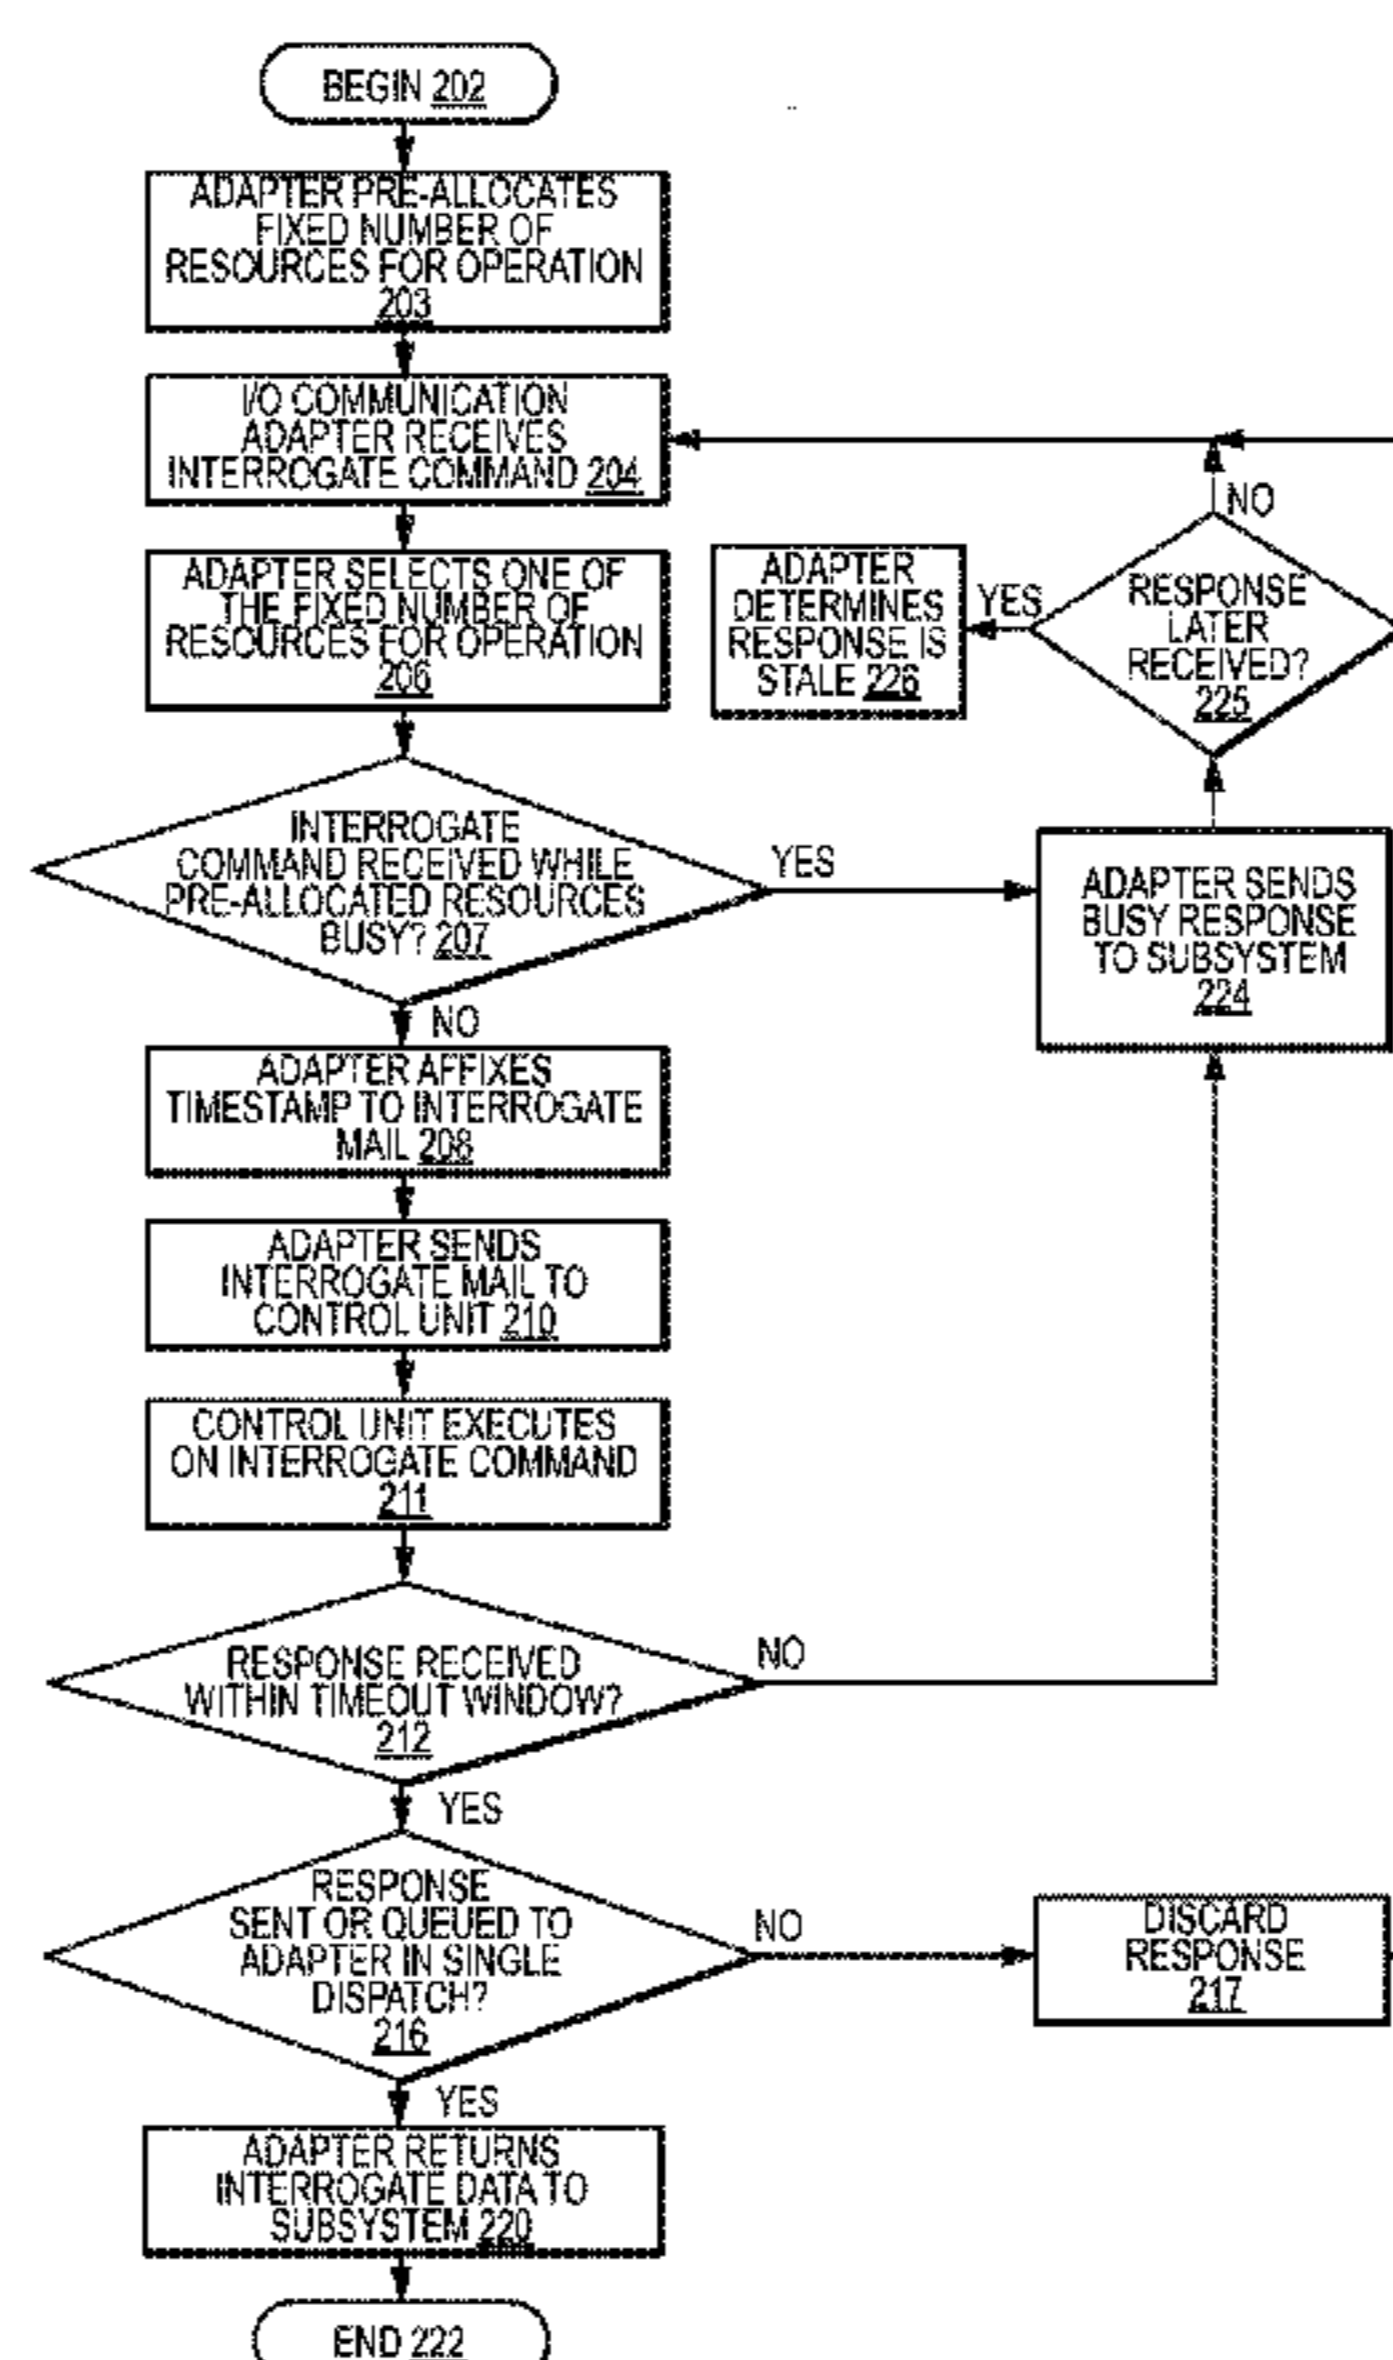 BEGIN 202
ADAPTER PRE-ALLOCATES
FIXED NUMBER OF
RESOURCES FOR OPERATION
203
I/O COMMUNICATION
ADAPTER RECEIVES
INTERROGATE COMMAND 204
ADAPTER SELECTS ONE OF
THE FIXED NUMBER OF
RESOURCES FOR OPERATION
206
INTERROGATE
COMMAND RECEIVED WHILE
PRE-ALLOCATED RESOURCES
BUSY? 207
YES
NO
ADAPTER
DETERMINES
RESPONSE IS
STALE 226
YES
RESPONSE
LATER
RECEIVED?
225
NO
ADAPTER SENDS
BUSY RESPONSE
TO SUBSYSTEM
224
ADAPTER AFFIXES
TIMESTAMP TO INTERROGATE
MAIL 208
ADAPTER SENDS
INTERROGATE MAIL TO
CONTROL UNIT 210
CONTROL UNIT EXECUTES
ON INTERROGATE COMMAND
211
RESPONSE RECEIVED
WITHIN TIMEOUT WINDOW?
212
NO
YES
RESPONSE
SENT OR QUEUED TO
ADAPTER IN SINGLE
DISPATCH?
216
NO
DISCARD
RESPONSE
217
YES
ADAPTER RETURNS
INTERROGATE DATA TO
SUBSYSTEM 220
END 222